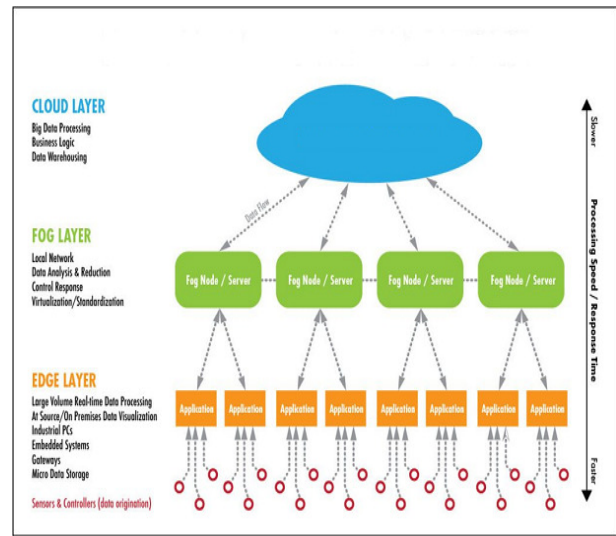 CLOUD LAYER
Big Data Processing
Business Logic
Data Warehousing
Slower
Data Flow
Processing Speed / Response Time
FOG LAYER
Local Network
Data Analysis & Reduction
Control Response
Virtualization/Standardization
Fog Node / Server
Fog Node / Server
Fog Node / Server
Fog Node / Server
EDGE LAYER
Large Volume Real-time Data Processing
At Source/On Premises Data Visualization
Industrial PCs
Embedded Systems
Gateways
Micro Data Storage
Application
Application
Application
Application
Application
Application
Application
Application
Faster
Sensors & Controllers (data origination)